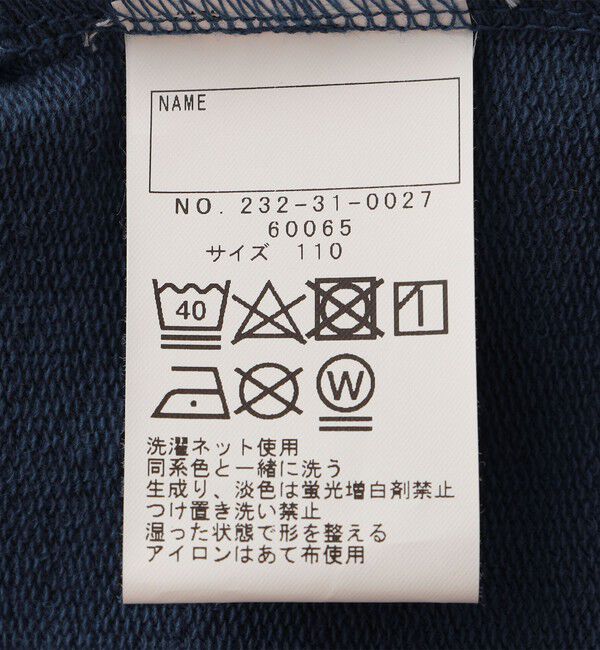 NAME
NO. 232-31-0027
60065
サイズ 110
40
W
洗濯ネット使用
同系色と一緒に洗う
生成り、淡色は蛍光増白剤禁止
つけ置き洗い禁止
湿った状態で形を整える
アイロンはあて布使用